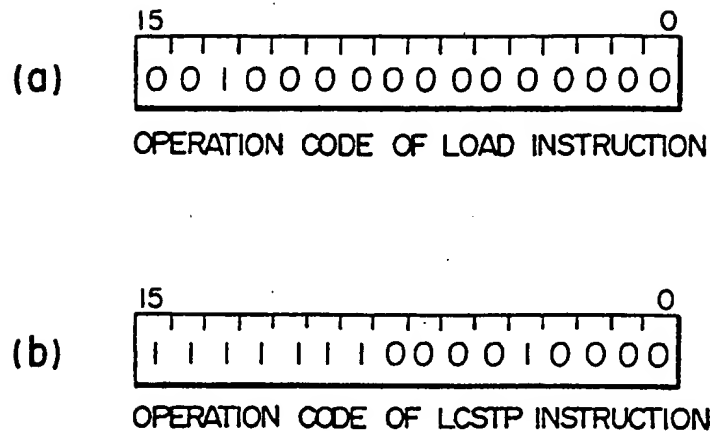 15 0
(a) 0010000000000000
OPERATION CODE OF LOAD INSTRUCTION
15 0
(b) 1111111000010000
OPERATION CODE OF LCSTP INSTRUCTION